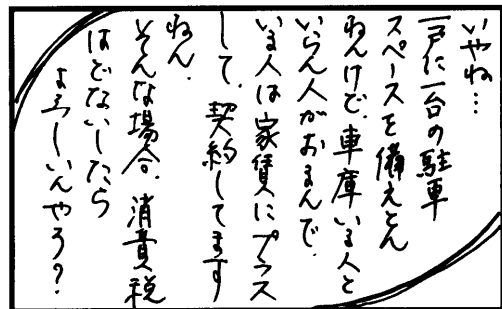 いやね…
一戸に一台の駐車
スペースを備えとん
ねんけど、車庫いる人と
いらん人がおまんで、
いる人は家賃にプラス
して、契約してます
ねん。
そんな場合、消費税
はどないしたら
よろしいんやろ？